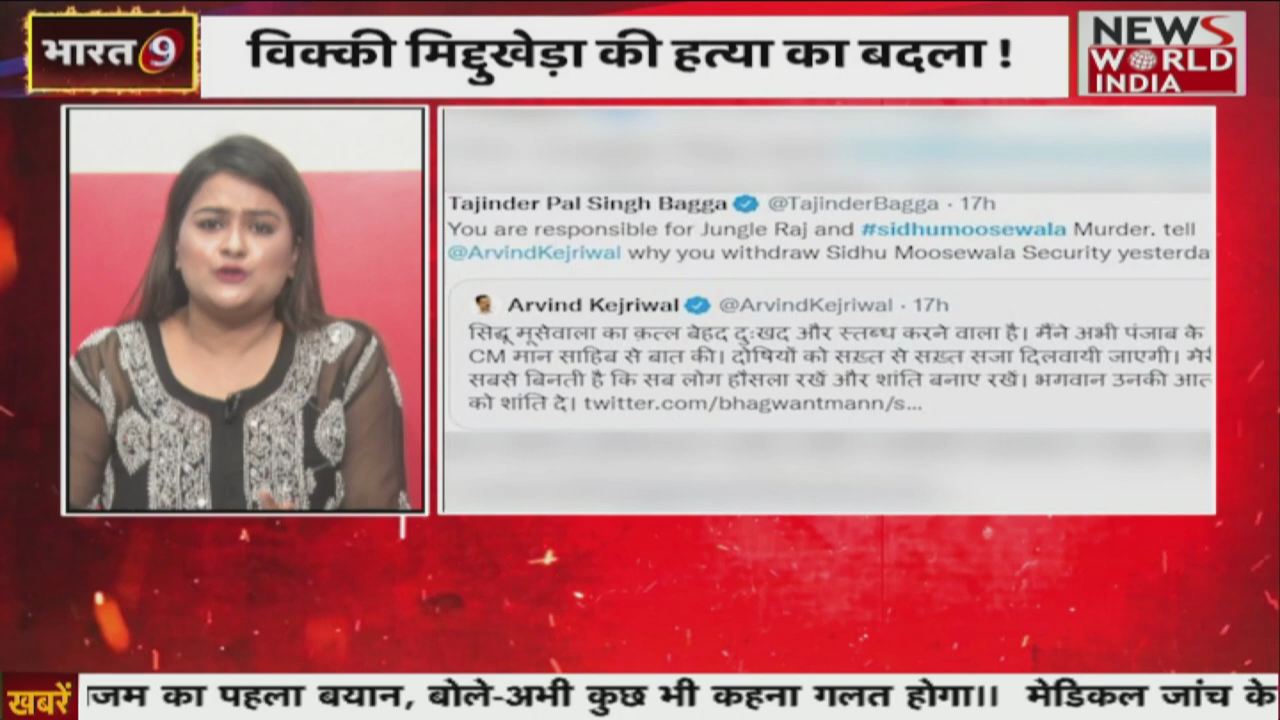 भारत 9
विक्की मिद्दुखेड़ा की हत्या का बदला !
NEWS
WORLD
INDIA
Tajinder Pal Singh Bagga @TajinderBagga · 17h
You are responsible for Jungle Raj and #sidhumoosewala Murder. tell
@ArvindKejriwal why you withdraw Sidhu Moosewala Security yesterda
Arvind Kejriwal @ArvindKejriwal · 17h
सिद्धू मूसेवाला का क़त्ल बेहद दुःखद और स्तब्ध करने वाला है। मैंने अभी पंजाब के
CM मान साहिब से बात की। दोषियों को सख़्त से सख़्त सजा दिलवायी जाएगी। मेरी
सबसे बिनती है कि सब लोग हौसला रखें और शांति बनाए रखें। भगवान उनकी आत
को शांति दे। twitter.com/bhagwantmann/s...
खबरें
जम का पहला बयान, बोले-अभी कुछ भी कहना गलत होगा।। मेडिकल जांच के